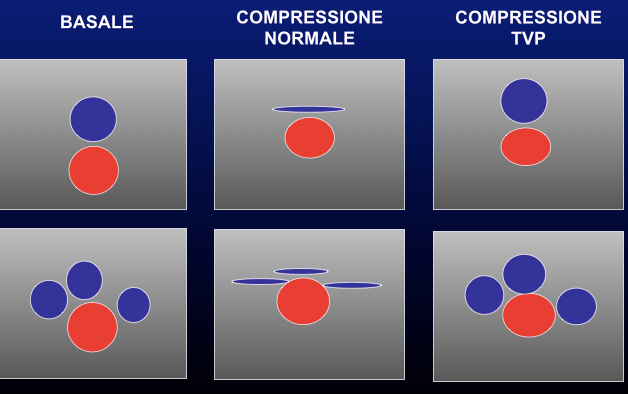 BASALE
COMPRESSIONE
NORMALE
COMPRESSIONE
TVP